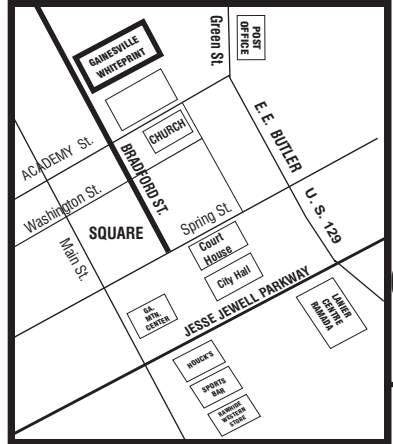 GAINESVILLE
WHITEPRINT
Green St.
POST
OFFICE
ACADEMY St.
CHURCH
BRADFORD ST.
E. E. BUTLER
Washington St.
Main St.
SQUARE
Spring St.
U. S. 129
Court
House
City Hall
GA.
MTN.
CENTER
JESSE JEWELL PARKWAY
LANIER
CENTRE
RAMADA
HOUCK'S
SPORTS
BAR
RAWHIDE
WESTERN
STORE